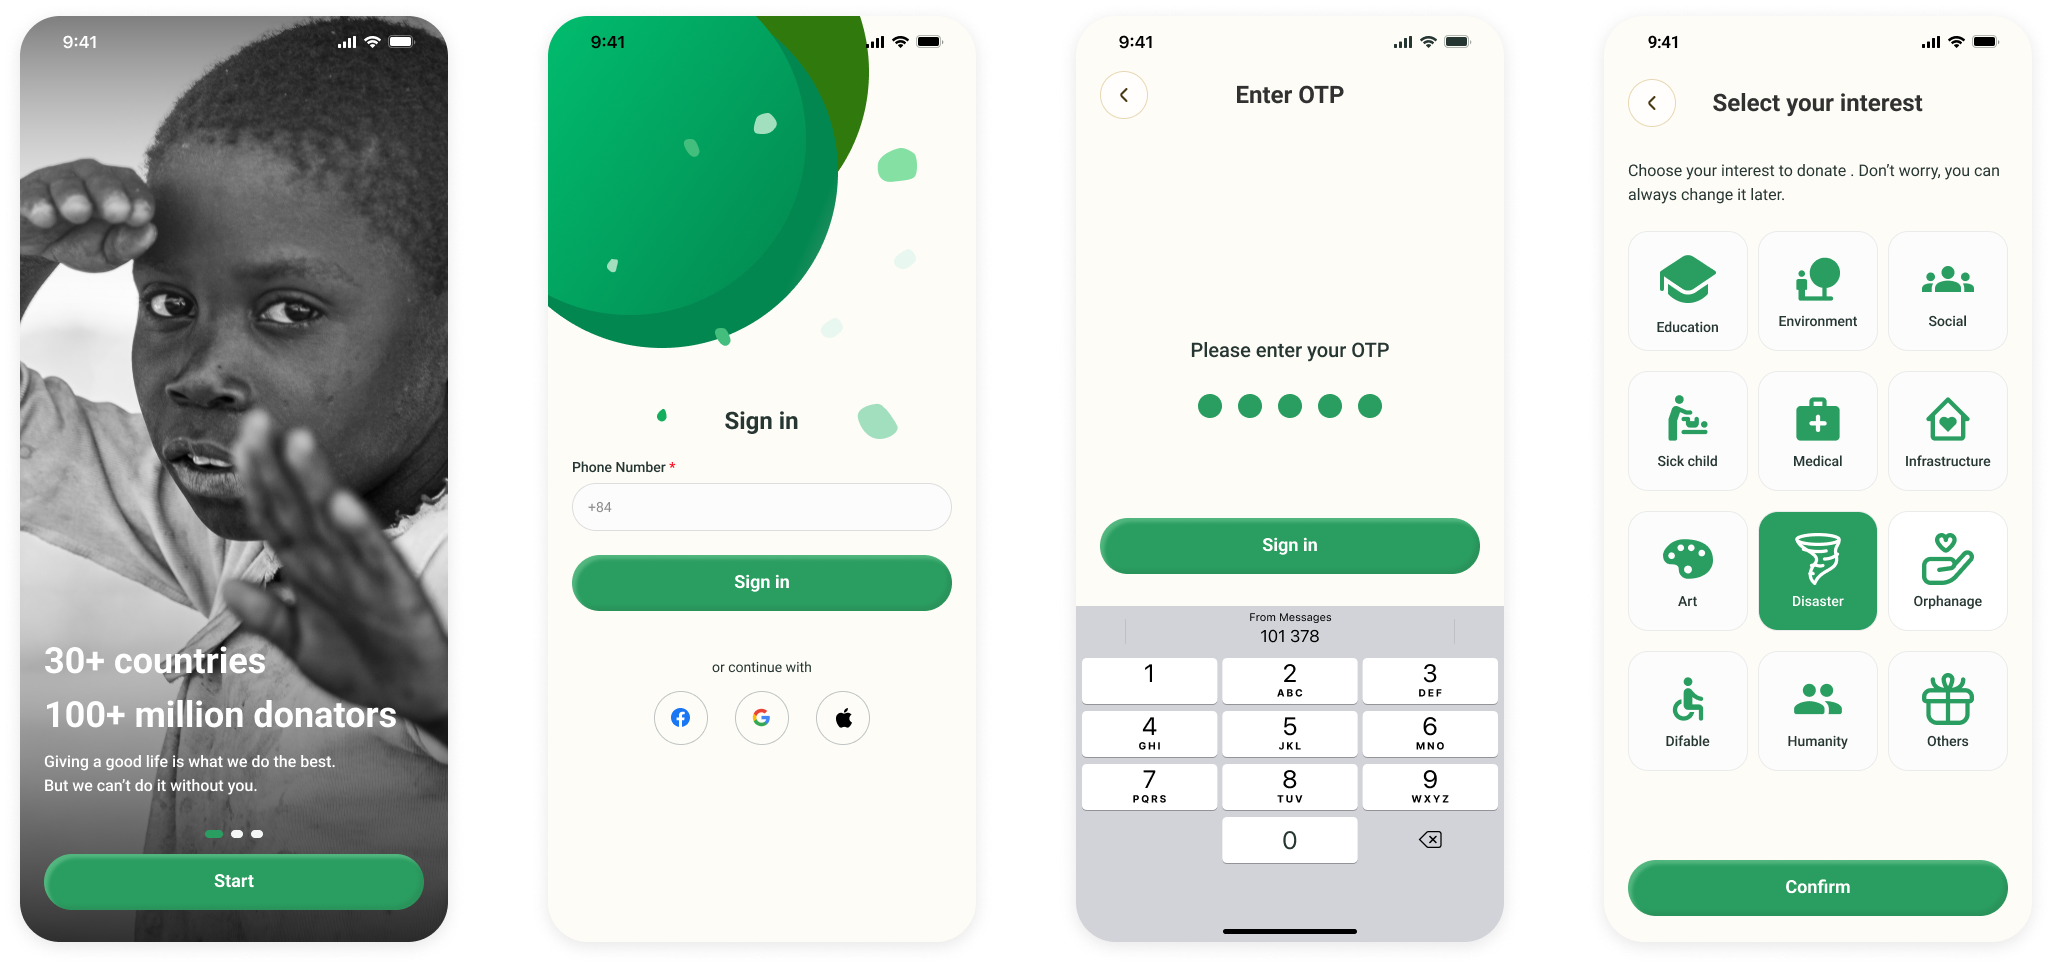 9:41
30+ countries
100+ million donators
Giving a good life is what we do the best.
But we can't do it without you.
Start
9:41
Sign in
Phone Number *
+84
Sign in
or continue with
9:41
Enter OTP
Please enter your OTP
Sign in
From Messages
101 378
1
2
ABC
3
DEF
4
GHI
5
JKL
6
MNO
7
PQRS
8
TUV
9
WXYZ
0
9:41
Select your interest
Choose your interest to donate . Don't worry, you can
always change it later.
Education
Environment
Social
Sick child
Medical
Infrastructure
Art
Disaster
Orphanage
Difable
Humanity
Others
Confirm